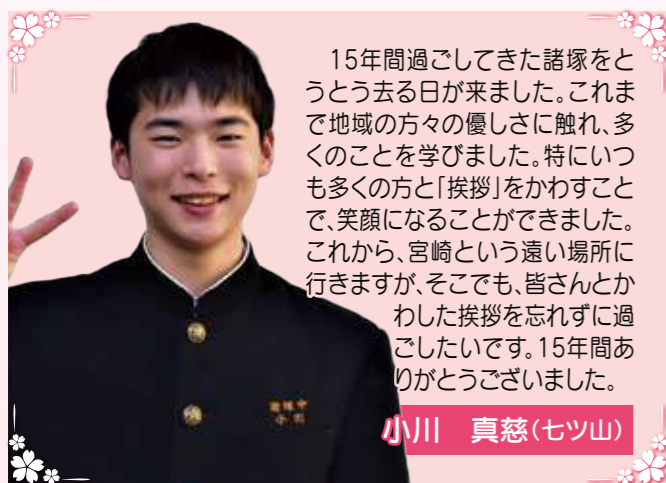 15年間過ごしてきた諸塚をと
うとう去る日が来ました。これま
で地域の方々の優しさに触れ、多
くのことを学びました。特にいつ
も多くの方と「挨拶」をかわすこと
で、笑顔になることができました。
これから、宮崎という遠い場所に
行きますが、そこでも、皆さんとか
わした挨拶を忘れずに過
ごしたいです。15年間あ
りがとうございました。
小川　真慈(七ツ山)